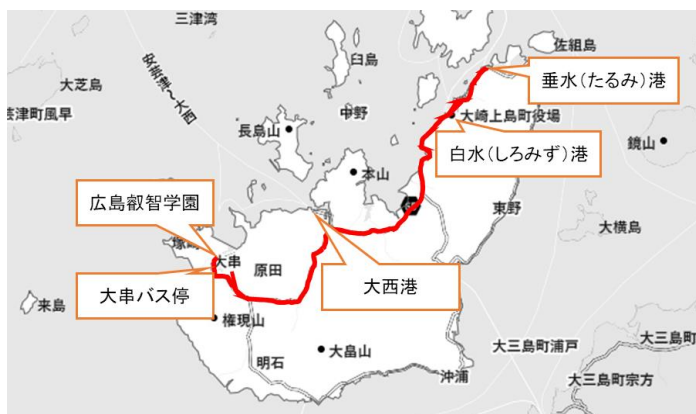 三津湾
佐組島
大芝島
臼島
安芸津~大西
垂水(たるみ)港
芸津町風早
中野
大崎上島町役場
長島山
白水(しろみず)港
鏡山
本山
広島叡智学園
東野
大横島
大串
原田
大串バス停
大西港
来島
権現山
大三島町浦戸
大三島町
大畠山
明石
沖浦
大三島町宗方